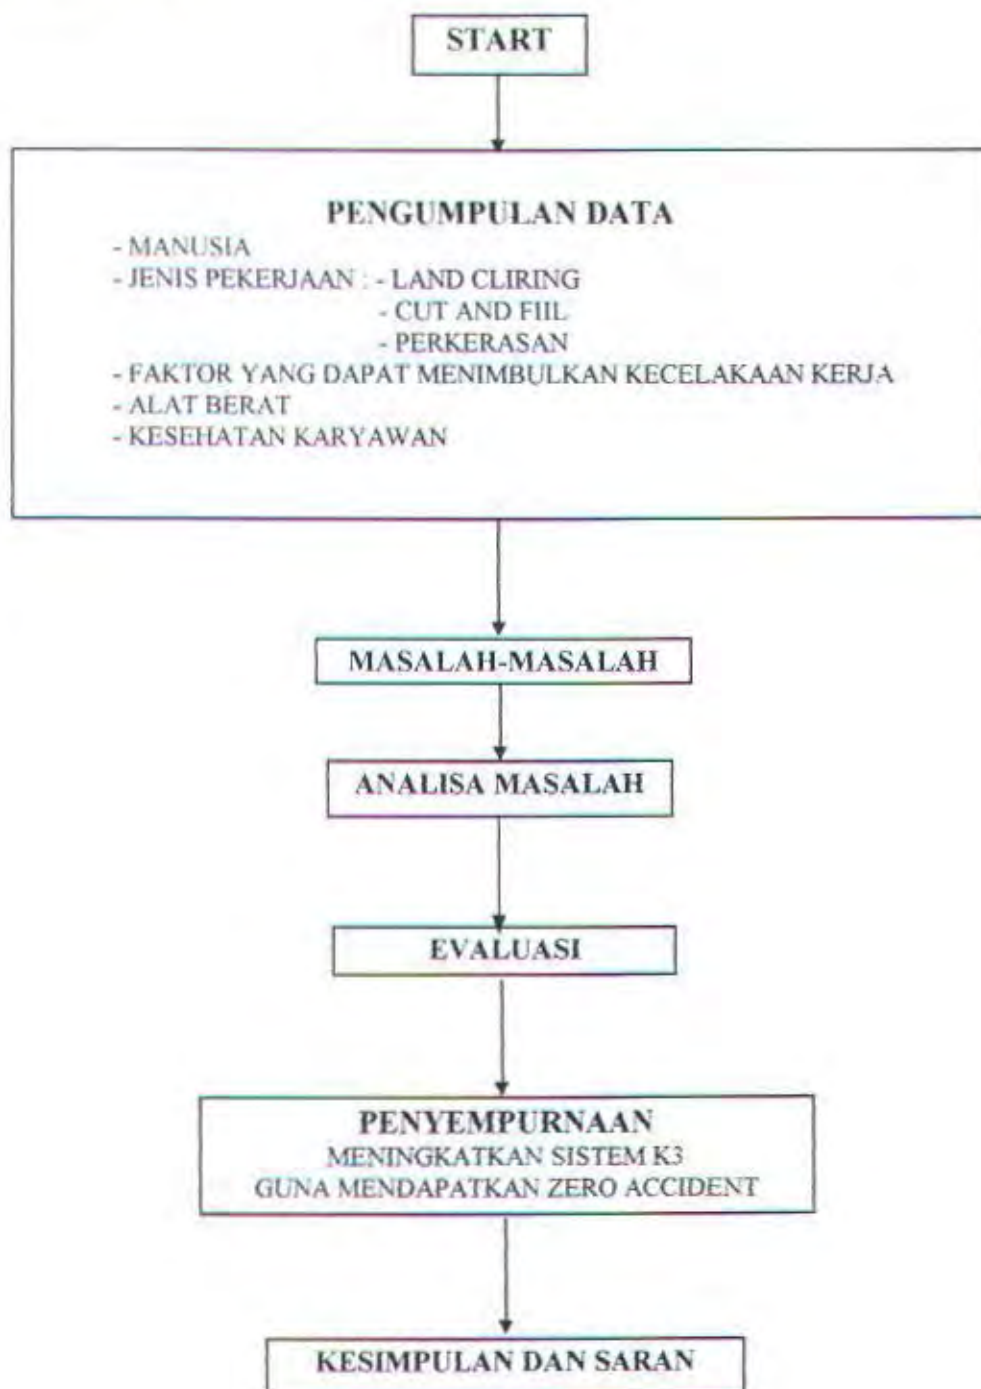 START
PENGUMPULAN DATA
- MANUSIA
- JENIS PEKERJAAN : - LAND CLIRING
- CUT AND FIIL
- PERKERASAN
- FAKTOR YANG DAPAT MENIMBULKAN KECELAKAAN KERJA
- ALAT BERAT
- KESEHATAN KARYAWAN
MASALAH-MASALAH
ANALISA MASALAH
EVALUASI
PENYEMPURNAAN
MENINGKATKAN SISTEM K3
GUNA MENDAPATKAN ZERO ACCIDENT
KESIMPULAN DAN SARAN